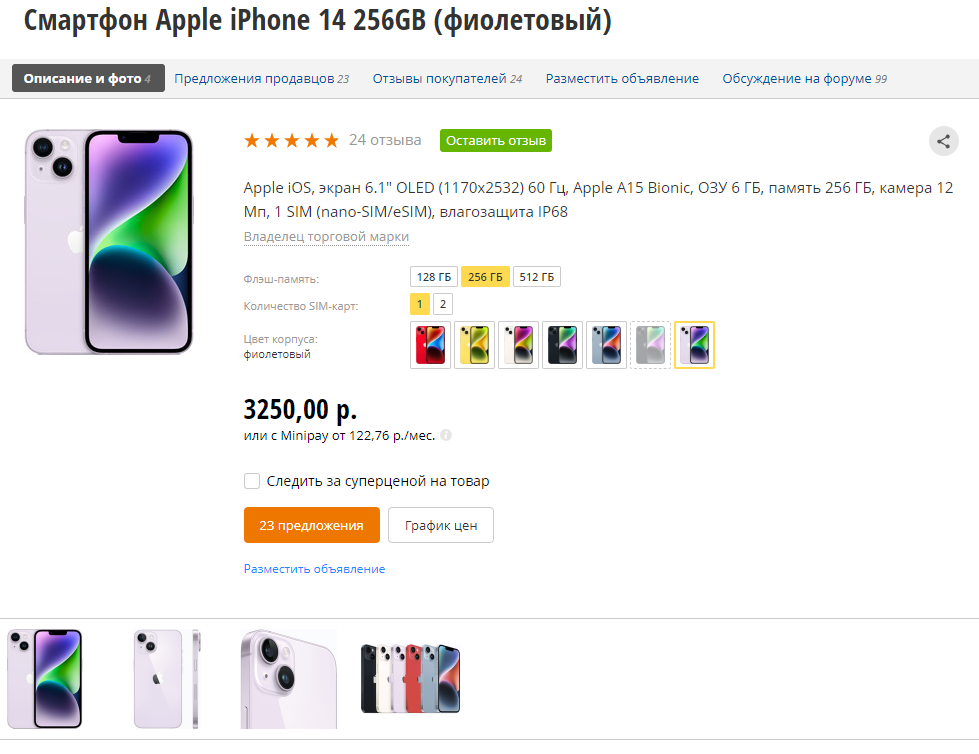 Смартфон Apple iPhone 14 256GB (фиолетовый)
Описание и фото 4 Предложения продавцов 23 Отзывы покупателей 24 Разместить объявление Обсуждение на форуме 99
24 отзыва Оставить отзыв
Apple iOS, экран 6.1" OLED (1170x2532) 60 Гц, Apple A15 Bionic, ОЗУ 6 ГБ, память 256 ГБ, камера 12
Мп, 1 SIM (nano-SIM/eSIM), влагозащита IP68
Владелец торговой марки
Флэш-память: 128 ГБ 256 ГБ 512 ГБ
Количество SIM-карт: 1 2
Цвет корпуса:
фиолетовый
3250,00 р.
или с Minipay от 122,76 р./мес.
Следить за суперценой на товар
23 предложения График цен
Разместить объявление